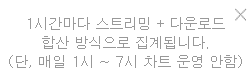 1시간마다 스트리밍 + 다운로드
합산 방식으로 집계됩니다.
(단, 매일 1시 ~ 7시 차트 운영 안함)